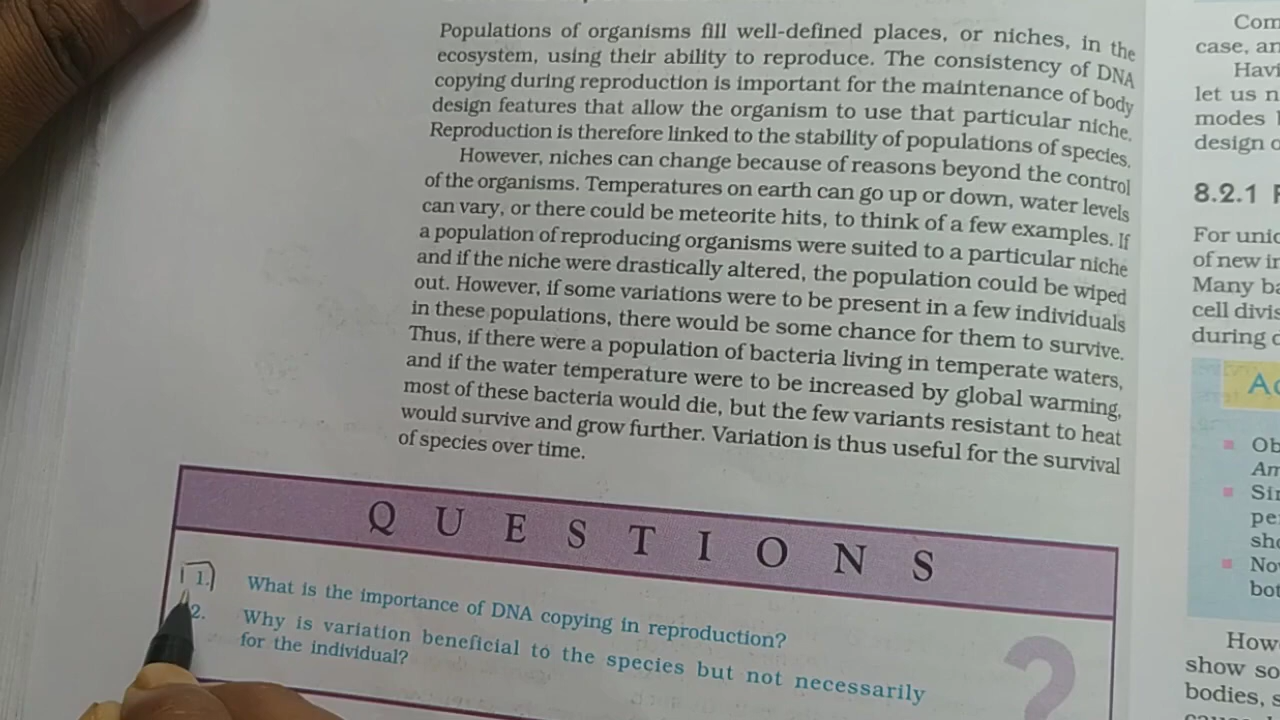 Populations of organisms fill well-defined places, or niches, in the
ecosystem, using their ability to reproduce. The consistency of DNA
copying during reproduction is important for the maintenance of body
design features that allow the organism to use that particular niche.
Reproduction is therefore linked to the stability of populations of species.
However, niches can change because of reasons beyond the control
of the organisms. Temperatures on earth can go up or down, water levels
can vary, or there could be meteorite hits, to think of a few examples. If
a population of reproducing organisms were suited to a particular niche
and if the niche were drastically altered, the population could be wiped
out. However, if some variations were to be present in a few individuals
in these populations, there would be some chance for them to survive.
Thus, if there were a population of bacteria living in temperate waters,
and if the water temperature were to be increased by global warming,
most of these bacteria would die, but the few variants resistant to heat
would survive and grow further. Variation is thus useful for the survival
of species over time.
QUESTIONS
1. What is the importance of DNA copying in reproduction?
2. Why is variation beneficial to the species but not necessarily
for the individual?
?
Com
case, an
Havi
let us n
modes
design o
8.2.1
For unic
of new in
Many ba
cell divis
during c
Ac
Ob
Am
Sin
pe
sho
No
bot
How
show so
bodies, s